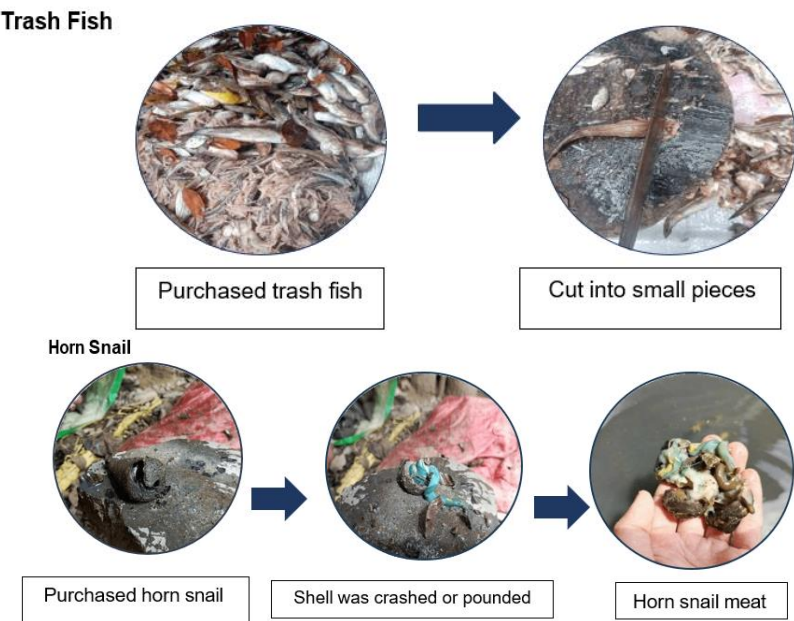 Trash Fish
Purchased trash fish
Cut into small pieces
Horn Snail
Purchased horn snail
Shell was crashed or pounded
Horn snail meat